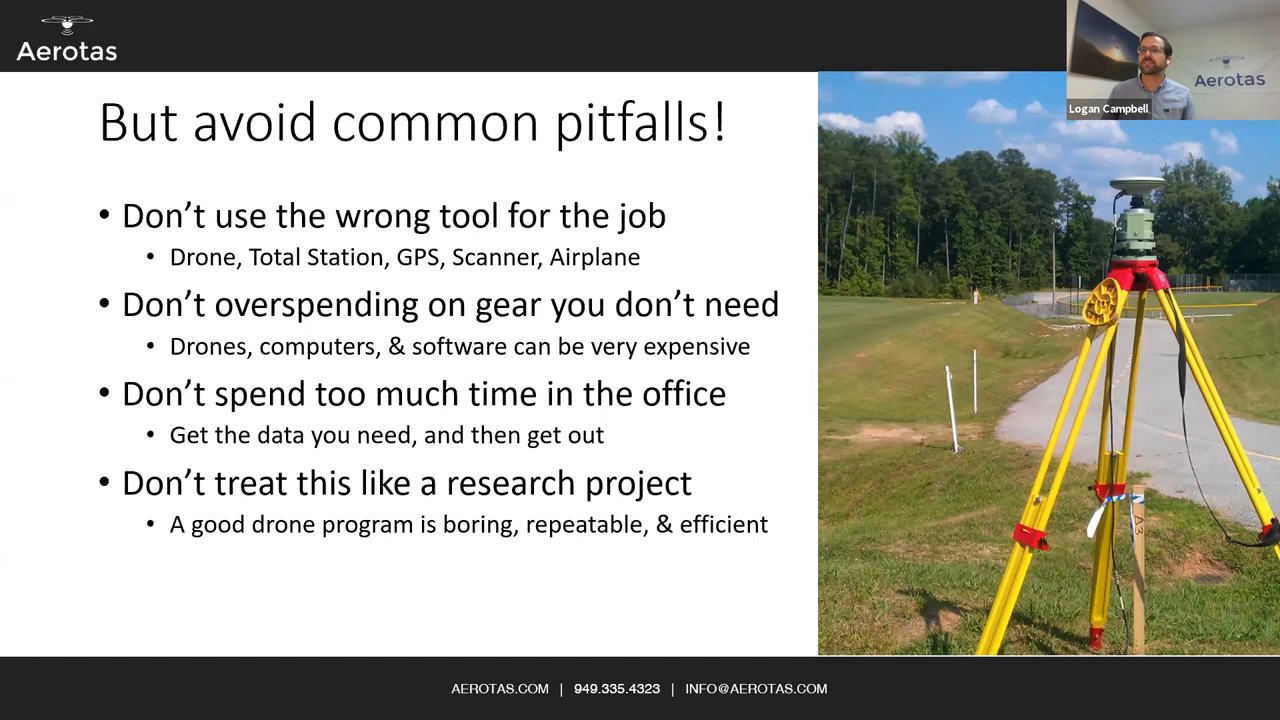 Aerotas
Aerotas
Logan Campbell
But avoid common pitfalls!
• Don’t use the wrong tool for the job
• Drone, Total Station, GPS, Scanner, Airplane
• Don’t overspending on gear you don’t need
• Drones, computers, & software can be very expensive
• Don’t spend too much time in the office
• Get the data you need, and then get out
• Don’t treat this like a research project
• A good drone program is boring, repeatable, & efficient
AEROTAS.COM | 949.335.4323 | INFO@AEROTAS.COM